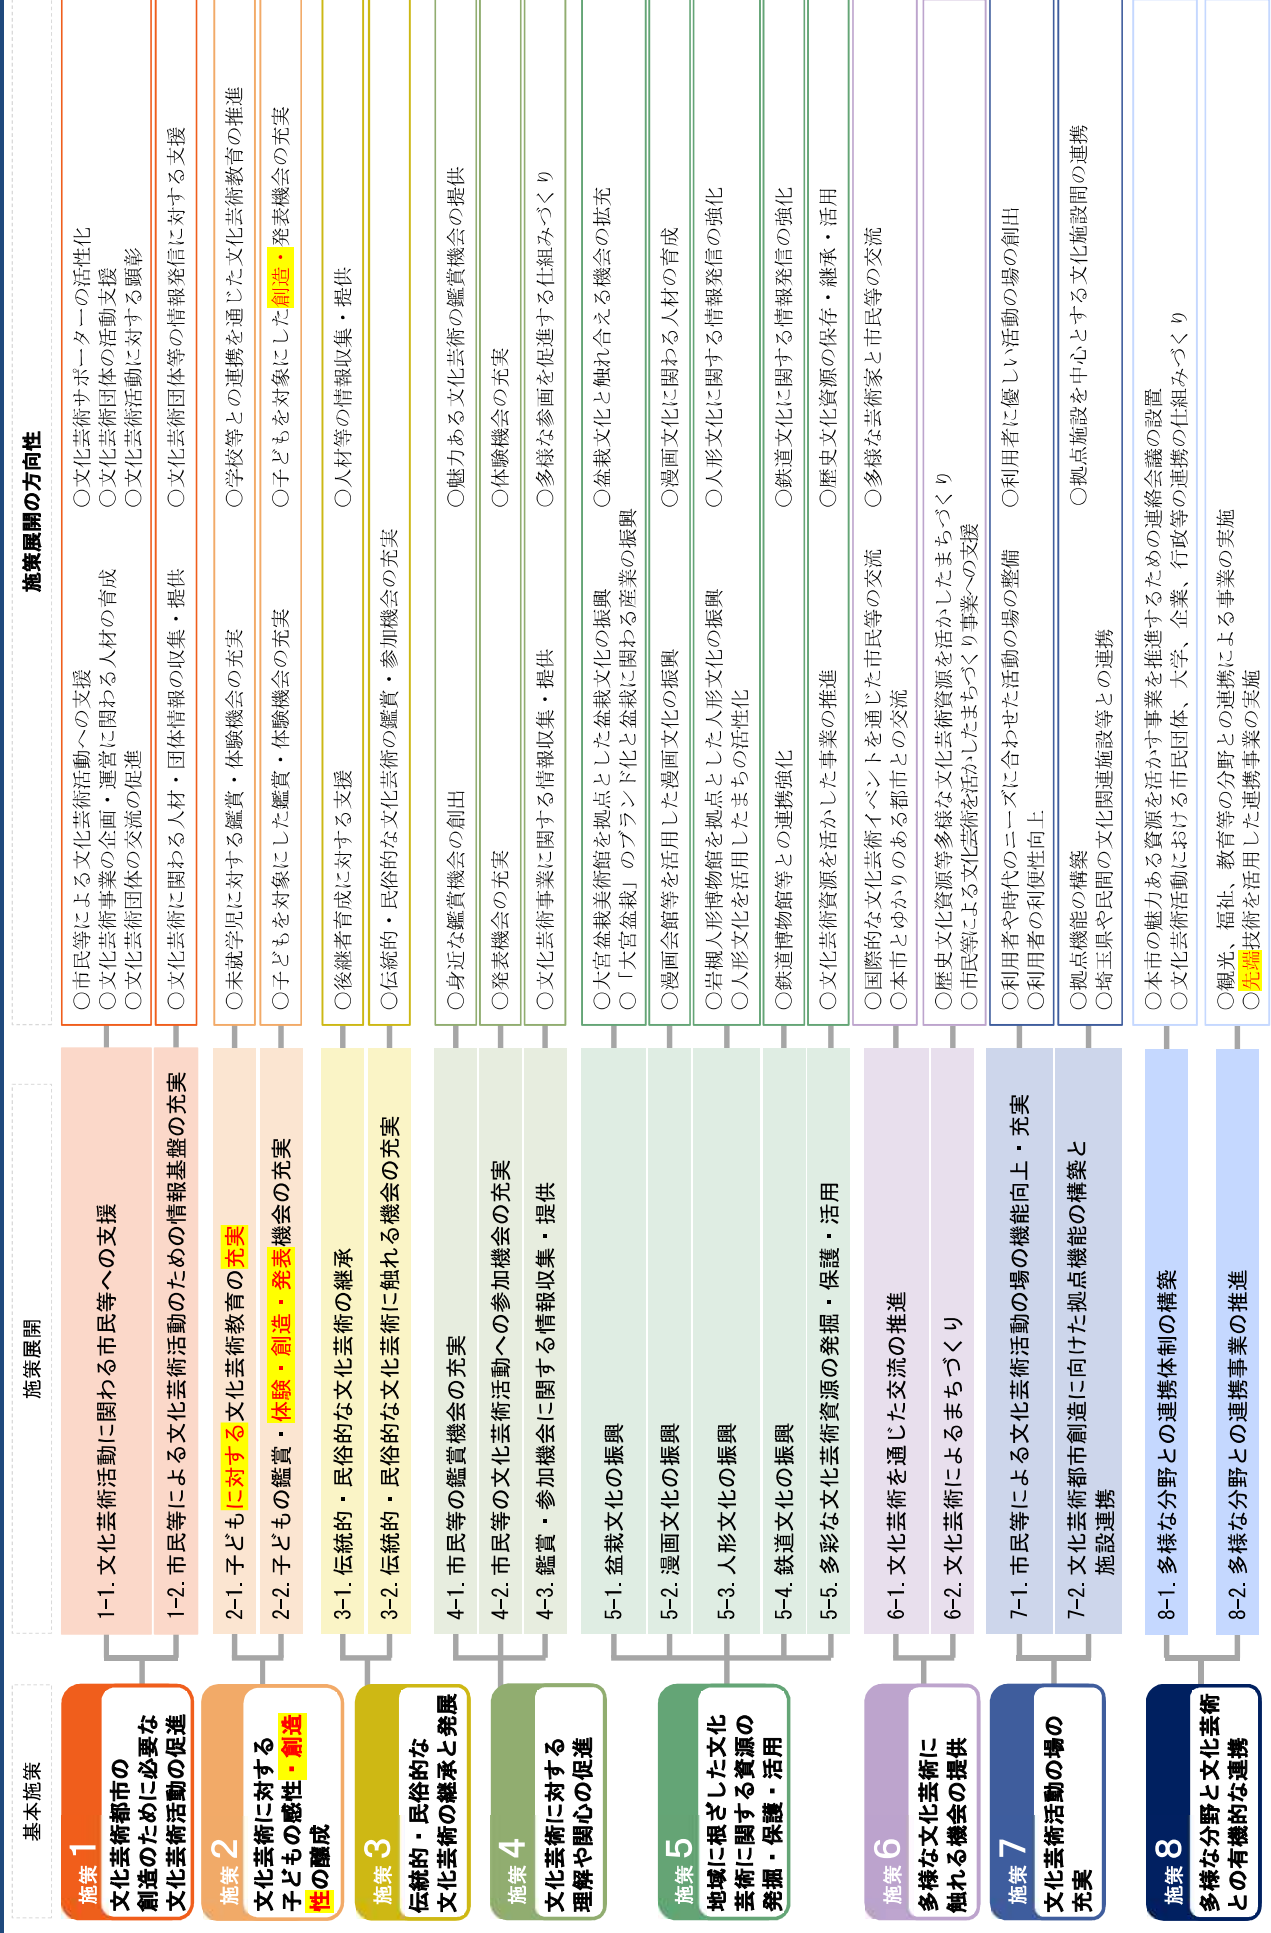 基本施策
施策展開
施策展開の方向性
施策 1
文化芸術都市の
創造のために必要な
文化芸術活動の促進
1-1. 文化芸術活動に関わる市民等への支援
○市民等による文化芸術活動への支援
○文化芸術サポーターの活性化
○文化芸術事業の企画・運営に関わる人材の育成
○文化芸術団体の活動支援
○文化芸術団体の交流の促進
○文化芸術活動に対する顕彰
1-2. 市民等による文化芸術活動のための情報基盤の充実
○文化芸術に関わる人材・団体情報の収集・提供
○文化芸術団体等の情報発信に対する支援
施策 2
文化芸術に対する
子どもの感性・創造
性の醸成
2-1. 子どもに対する文化芸術教育の充実
○未就学児に対する鑑賞・体験機会の充実
○学校等との連携を通じた文化芸術教育の推進
2-2. 子どもの鑑賞・体験・創造・発表機会の充実
○子どもを対象にした鑑賞・体験機会の充実
○子どもを対象にした創造・発表機会の充実
施策 3
伝統的・民俗的な
文化芸術の継承と発展
3-1. 伝統的・民俗的な文化芸術の継承
○後継者育成に対する支援
○人材等の情報収集・提供
3-2. 伝統的・民俗的な文化芸術に触れる機会の充実
○伝統的・民俗的な文化芸術の鑑賞・参加機会の充実
施策 4
文化芸術に対する
理解や関心の促進
4-1. 市民等の鑑賞機会の充実
○身近な鑑賞機会の創出
○魅力ある文化芸術の鑑賞機会の提供
4-2. 市民等の文化芸術活動への参加機会の充実
○発表機会の充実
○体験機会の充実
4-3. 鑑賞・参加機会に関する情報収集・提供
○文化芸術事業に関する情報収集・提供
○多様な参画を促進する仕組みづくり
施策 5
地域に根ざした文化
芸術に関する資源の
発掘・保護・活用
5-1. 盆栽文化の振興
○大宮盆栽美術館を拠点とした盆栽文化の振興
○盆栽文化と触れ合える機会の拡充
○「大宮盆栽」のブランド化と盆栽に関わる産業の振興
5-2. 漫画文化の振興
○漫画会館等を活用した漫画文化の振興
○漫画文化に関わる人材の育成
5-3. 人形文化の振興
○岩槻人形博物館を拠点とした人形文化の振興
○人形文化に関する情報発信の強化
○人形文化を活用したまちの活性化
5-4. 鉄道文化の振興
○鉄道博物館等との連携強化
○鉄道文化に関する情報発信の強化
5-5. 多彩な文化芸術資源の発掘・保護・活用
○文化芸術資源を活かした事業の推進
○歴史文化資源の保存・継承・活用
施策 6
多様な文化芸術に
触れる機会の提供
6-1. 文化芸術を通じた交流の推進
○国際的な文化芸術イベントを通じた市民等の交流
○多様な芸術家と市民等の交流
○本市とゆかりのある都市との交流
6-2. 文化芸術によるまちづくり
○歴史文化資源等多様な文化芸術資源を活かしたまちづくり
○市民等による文化芸術を活かしたまちづくり事業への支援
施策 7
文化芸術活動の場の
充実
7-1. 市民等による文化芸術活動の場の機能向上・充実
○利用者や時代のニーズに合わせた活動の場の整備
○利用者に優しい活動の場の創出
○利用者の利便性向上
7-2. 文化芸術都市創造に向けた拠点機能の構築と
施設連携
○拠点機能の構築
○拠点施設を中心とする文化施設間の連携
○埼玉県や民間の文化関連施設等との連携
施策 8
多様な分野と文化芸術
との有機的な連携
8-1. 多様な分野との連携体制の構築
○本市の魅力ある資源を活かす事業を推進するための連絡会議の設置
○文化芸術活動における市民団体、大学、企業、行政等の連携の仕組みづくり
8-2. 多様な分野との連携事業の推進
○観光、福祉、教育等の分野との連携による事業の実施
○先端技術を活用した連携事業の実施